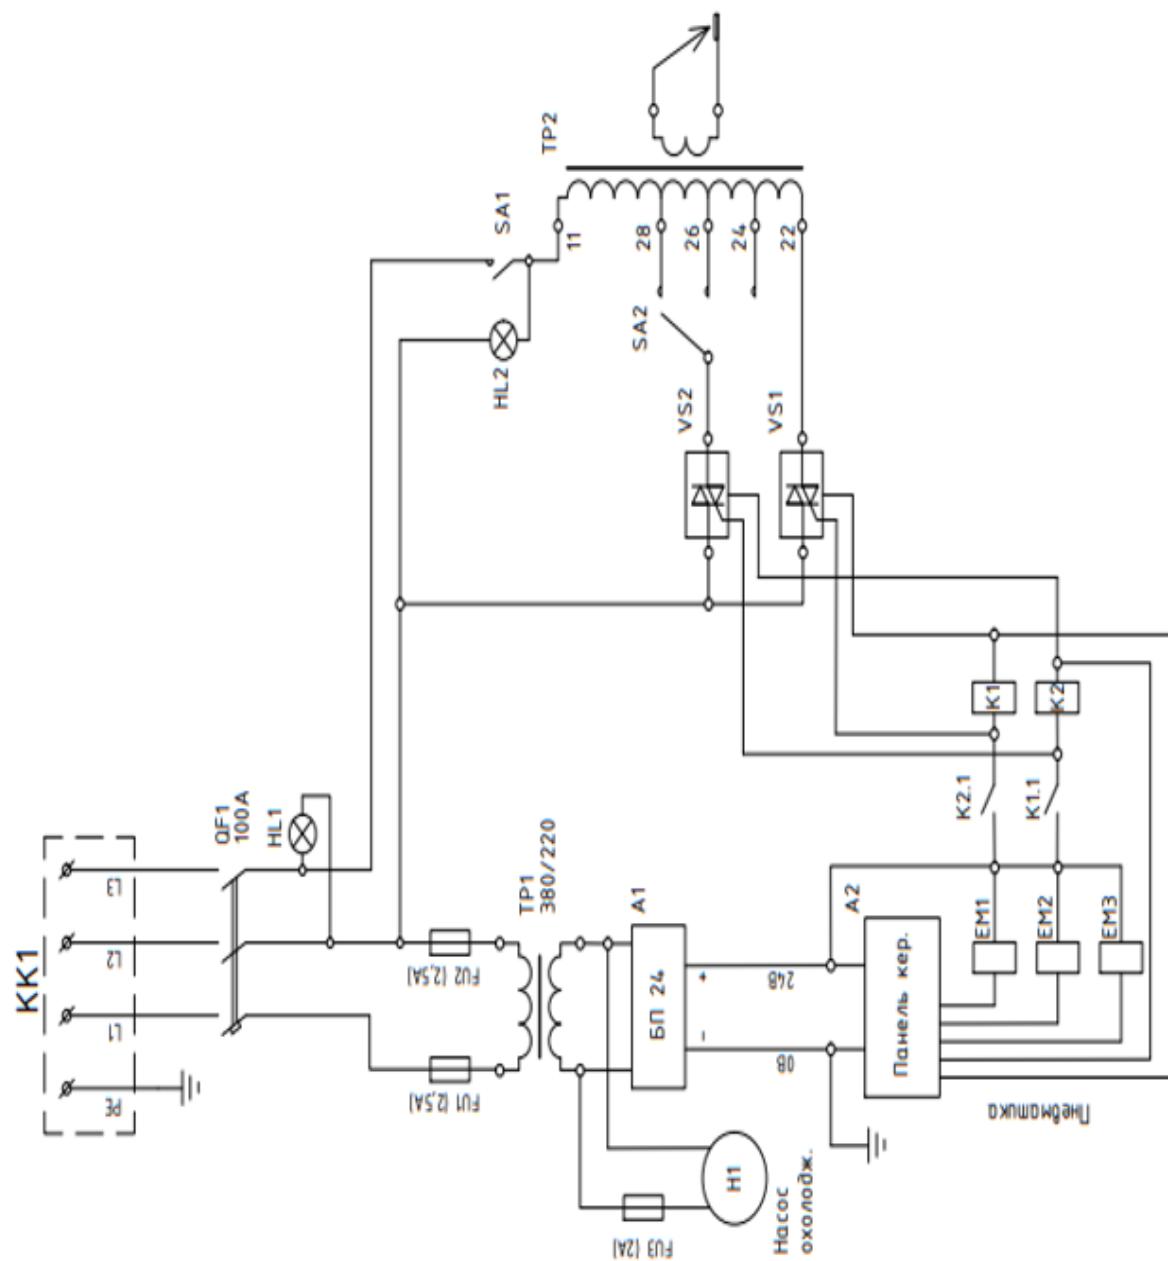 KK1
L3
L2
L1
PE
QF1
100A
HL1
TP2
SA1
11
28
26
24
22
HL2
SA2
VS2
VS1
FU2 (2,5A)
FU1 (2,5A)
TP1
380/220
A1
БП 24
+
-
24В
0В
A2
Панель кер.
K1
K2
K2.1
K1.1
EM1
EM2
EM3
Пневматика
H1
Насос
охолодж.
FU3 (2A)